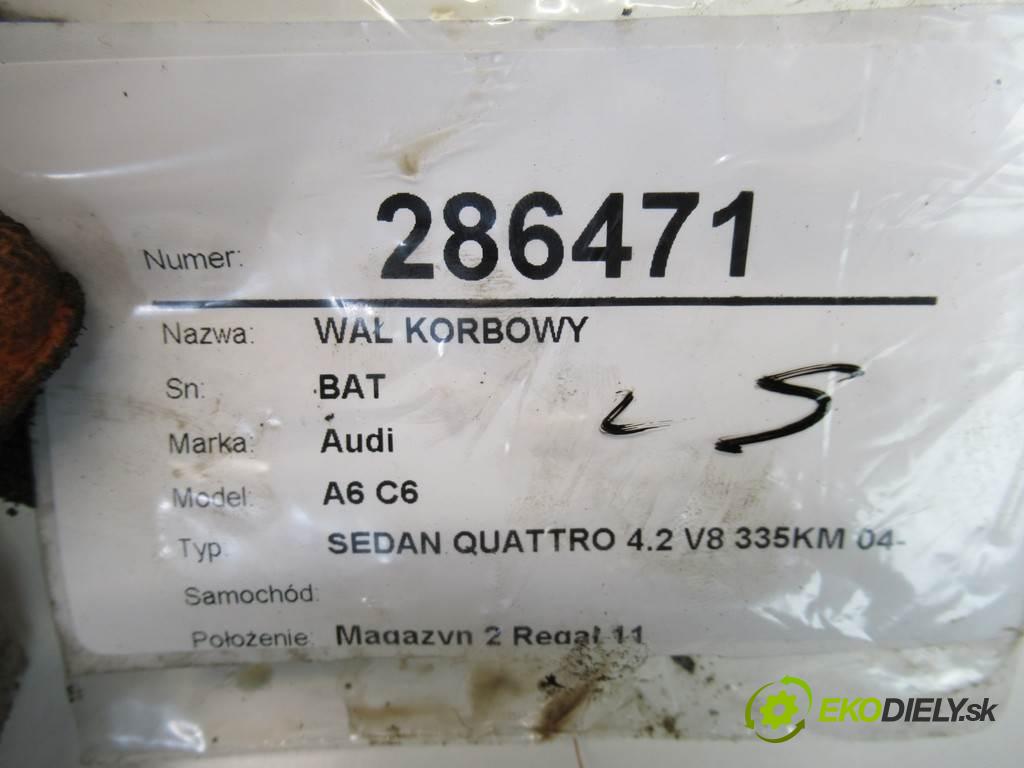 Numer: 286471
Nazwa: WAŁ KORBOWY
Sn: BAT
Marka: Audi
Model: A6 C6
Typ: SEDAN QUATTRO 4.2 V8 335KM 04-
Samochód:
Położenie: Magazyn 2 Regał 11
EKODIELY.sk